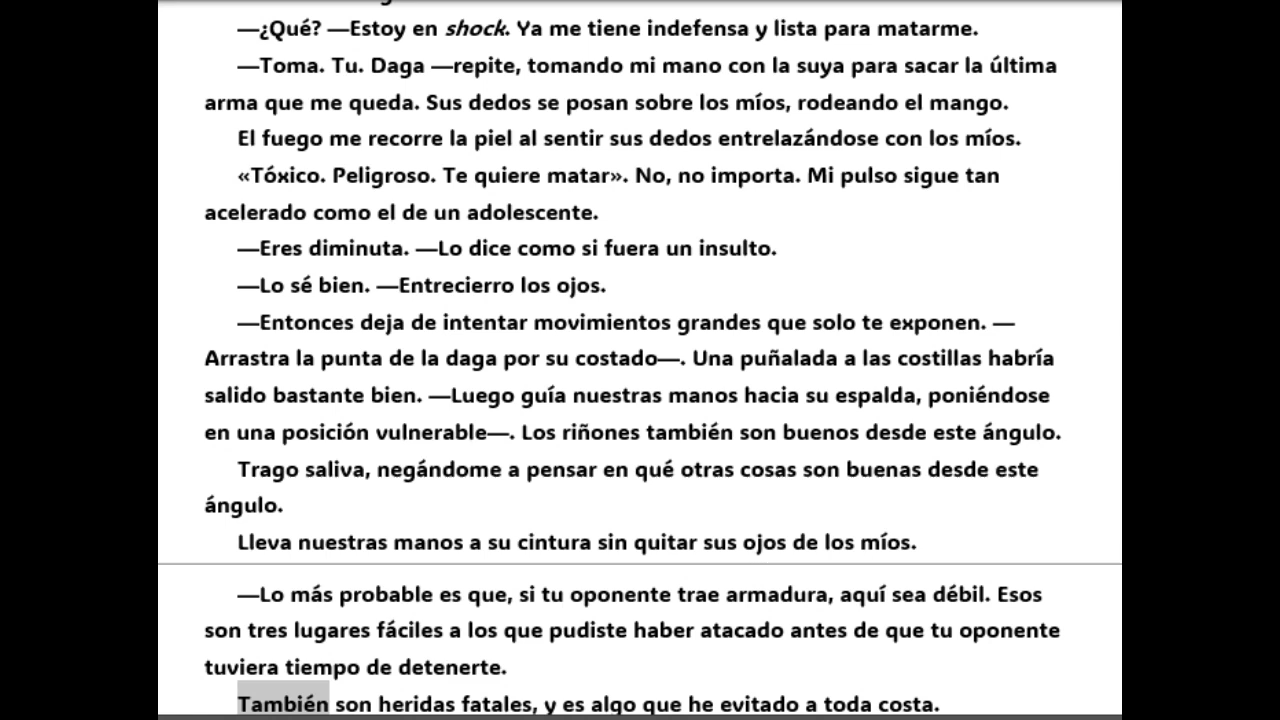 —¿Qué? —Estoy en shock. Ya me tiene indefensa y lista para matarme.
—Toma. Tu. Daga —repite, tomando mi mano con la suya para sacar la última
arma que me queda. Sus dedos se posan sobre los míos, rodeando el mango.
El fuego me recorre la piel al sentir sus dedos entrelazándose con los míos.
«Tóxico. Peligroso. Te quiere matar». No, no importa. Mi pulso sigue tan
acelerado como el de un adolescente.
—Eres diminuta. —Lo dice como si fuera un insulto.
—Lo sé bien. —Entrecierro los ojos.
—Entonces deja de intentar movimientos grandes que solo te exponen. —
Arrastra la punta de la daga por su costado—. Una puñalada a las costillas habría
salido bastante bien. —Luego guía nuestras manos hacia su espalda, poniéndose
en una posición vulnerable—. Los riñones también son buenos desde este ángulo.
Trago saliva, negándome a pensar en qué otras cosas son buenas desde este
ángulo.
Lleva nuestras manos a su cintura sin quitar sus ojos de los míos.
—Lo más probable es que, si tu oponente trae armadura, aquí sea débil. Esos
son tres lugares fáciles a los que pudiste haber atacado antes de que tu oponente
tuviera tiempo de detenerte.
También son heridas fatales, y es algo que he evitado a toda costa.